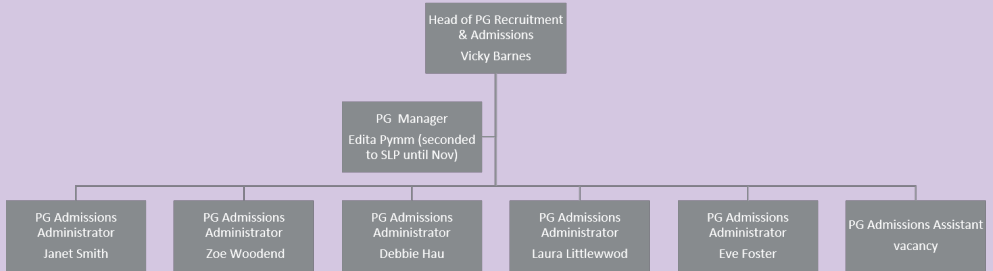 Head of PG Recruitment
& Admissions
Vicky Barnes
PG Manager
Edita Pymm (seconded
to SLP until Nov)
PG Admissions
Administrator
Janet Smith
PG Admissions
Administrator
Zoe Woodend
PG Admissions
Administrator
Debbie Hau
PG Admissions
Administrator
Laura Littlewwod
PG Admissions
Administrator
Eve Foster
PG Admissions Assistant
vacancy